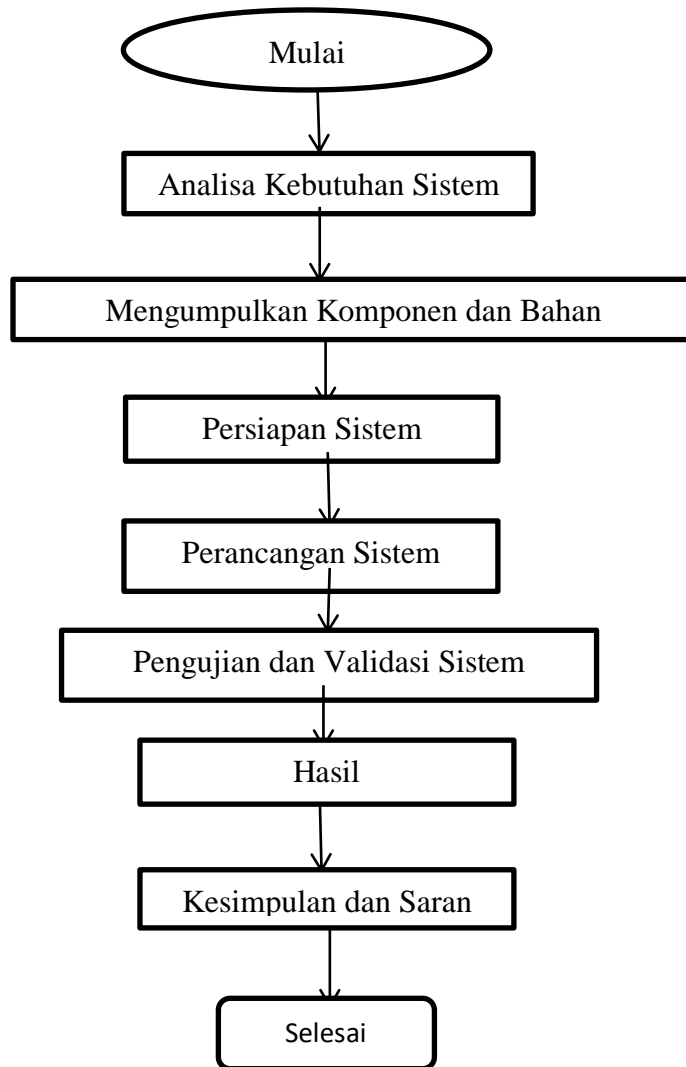 Mulai
Analisa Kebutuhan Sistem
Mengumpulkan Komponen dan Bahan
Persiapan Sistem
Perancangan Sistem
Pengujian dan Validasi Sistem
Hasil
Kesimpulan dan Saran
Selesai